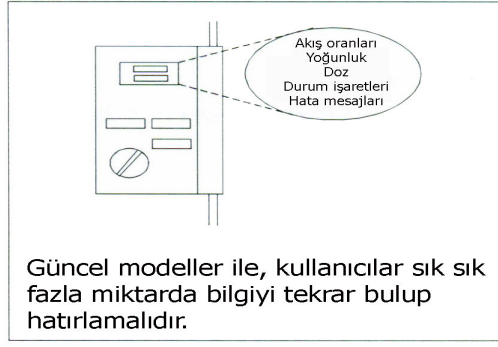 Akış oranları
Yoğunluk
Doz
Durum işaretleri
Hata mesajları
Güncel modeller ile, kullanıcılar sık sık
fazla miktarda bilgiyi tekrar bulup
hatırlamalıdır.